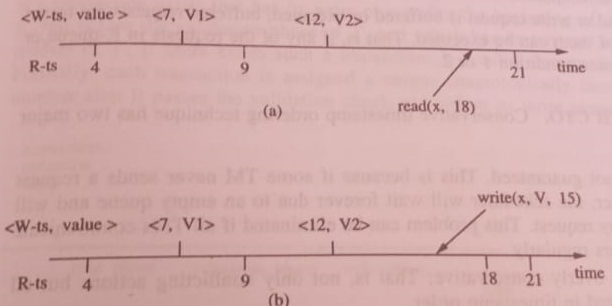 <W-ts, value > <7, V1> <12, V2>
R-ts 4 9 21 time
read(x, 18)
(a)
write(x, V, 15)
<W-ts, value > <7, V1> <12, V2>
time
R-ts 4 9 18 21
(b)